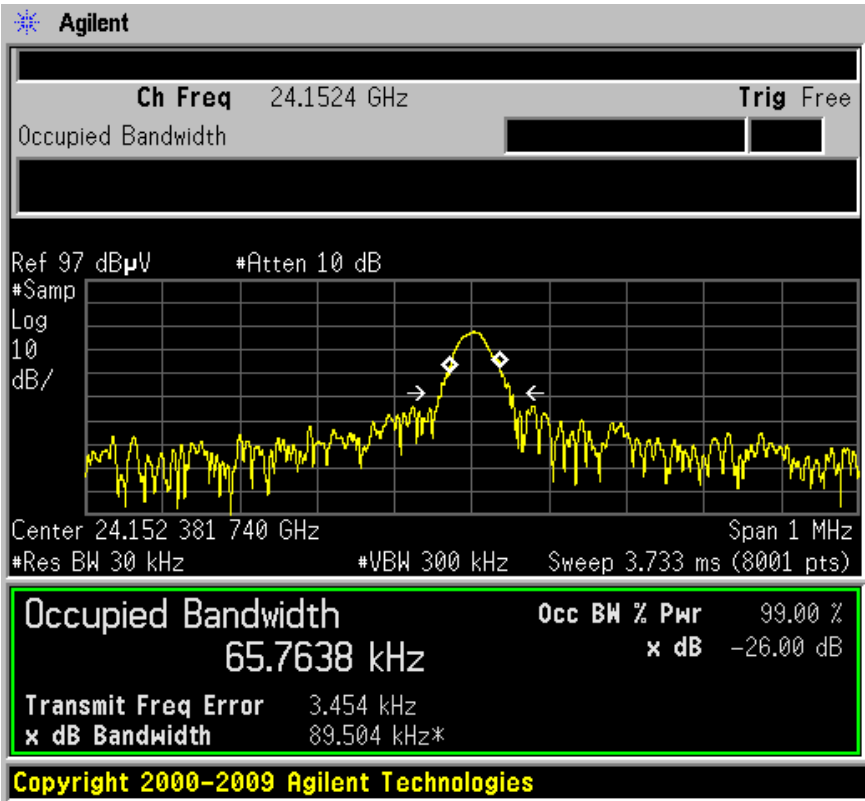 Agilent
Ch Freq 24.1524 GHz Trig Free
Occupied Bandwidth
Ref 97 dBµV #Atten 10 dB
#Samp
Log
10
dB/
Center 24.152 381 740 GHz Span 1 MHz
#Res BW 30 kHz #VBW 300 kHz Sweep 3.733 ms (8001 pts)
Occupied Bandwidth Occ BW % Pwr 99.00 %
65.7638 kHz x dB -26.00 dB
Transmit Freq Error 3.454 kHz
x dB Bandwidth 89.504 kHz*
Copyright 2000-2009 Agilent Technologies